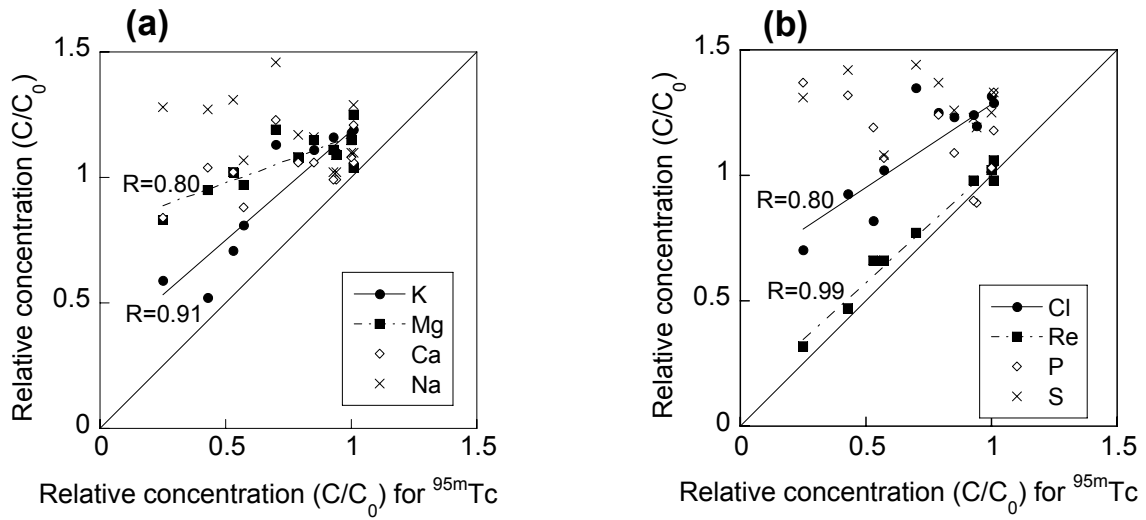 (a)
Relative concentration (C/C₀)
1.5
1
0.5
0
R=0.80
R=0.91
K
Mg
Ca
Na
0
0.5
1
1.5
Relative concentration (C/C₀) for ⁹⁵ᵐTc
(b)
Relative concentration (C/C₀)
1.5
1
0.5
0
R=0.80
R=0.99
Cl
Re
P
S
0
0.5
1
1.5
Relative concentration (C/C₀) for ⁹⁵ᵐTc